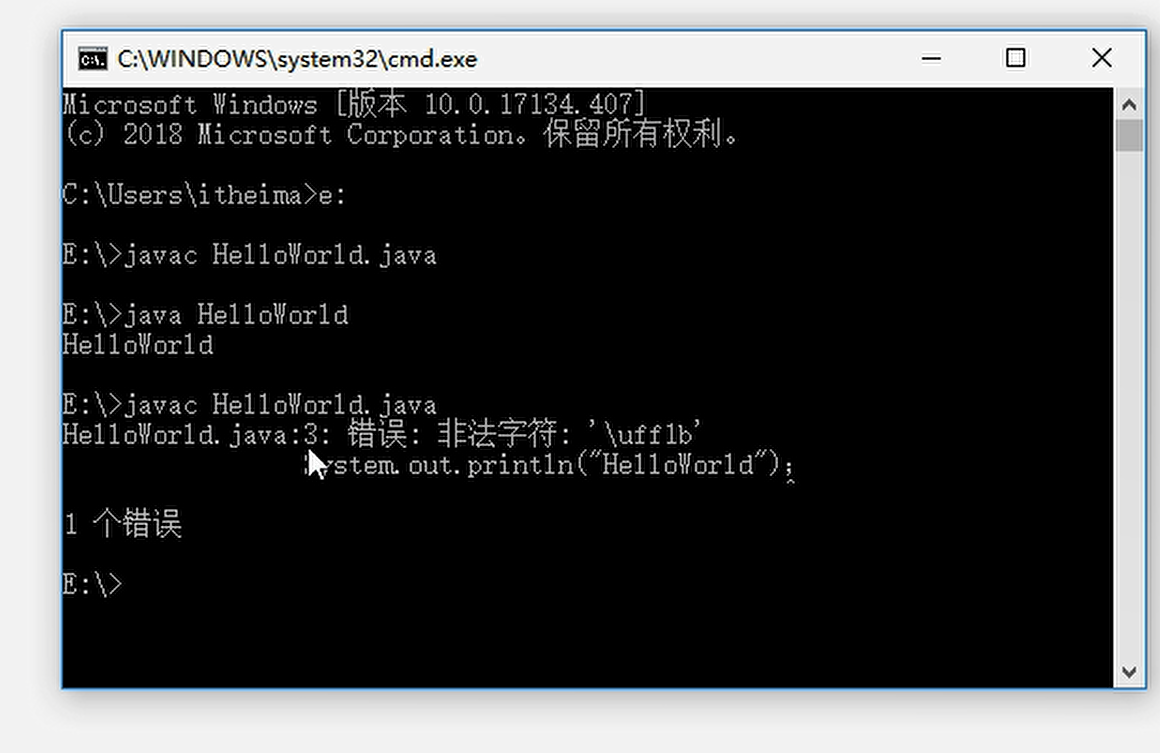 C:\WINDOWS\system32\cmd.exe
Microsoft Windows [版本 10.0.17134.407]
(c) 2018 Microsoft Corporation。保留所有权利。
C:\Users\itheima>e:
E:\>javac HelloWorld.java
E:\>java HelloWorld
HelloWorld
E:\>javac HelloWorld.java
HelloWorld.java:3: 错误: 非法字符: '\uff1b'
System.out.println("HelloWorld")；
^
1 个错误
E:\>